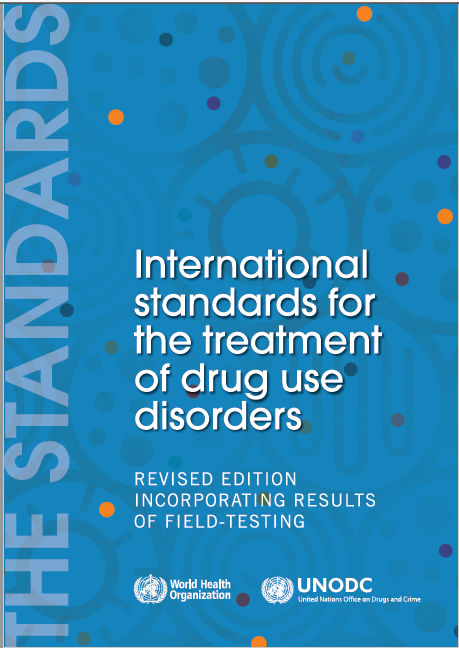 THE STANDARDS
International
standards for
the treatment
of drug use
disorders
REVISED EDITION
INCORPORATING RESULTS
OF FIELD-TESTING
World Health
Organization
UNODC
United Nations Office on Drugs and Crime